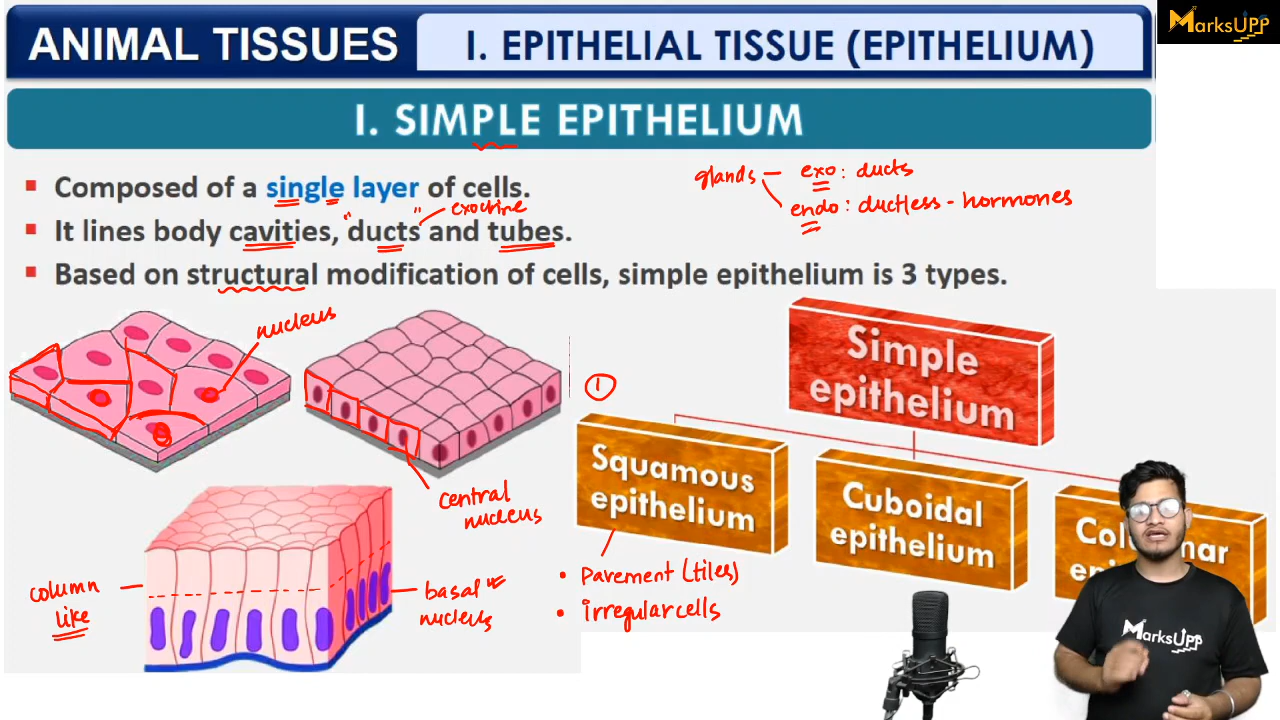 ANIMAL TISSUES
I. EPITHELIAL TISSUE (EPITHELIUM)
MarksUPP
I. SIMPLE EPITHELIUM
Composed of a single layer of cells.
glands — exo : ducts
endo : ductless - hormones
exocrine
It lines body cavities, "ducts" and tubes.
Based on structural modification of cells, simple epithelium is 3 types.
nucleus
Simple
epithelium
1
Squamous
epithelium
Cuboidal
epithelium
central
nucleus
column
like
basal
nucleus
• Pavement (tiles)
• irregular cells
MarksUPP